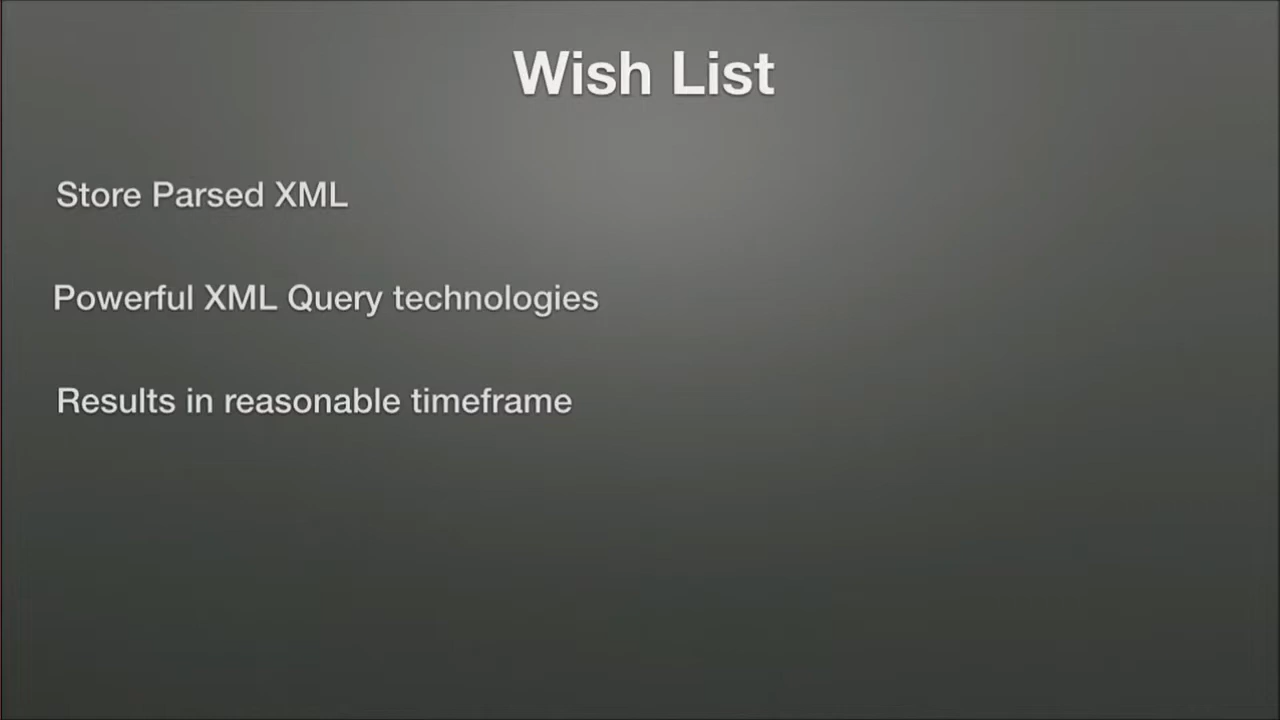 Wish List
Store Parsed XML
Powerful XML Query technologies
Results in reasonable timeframe